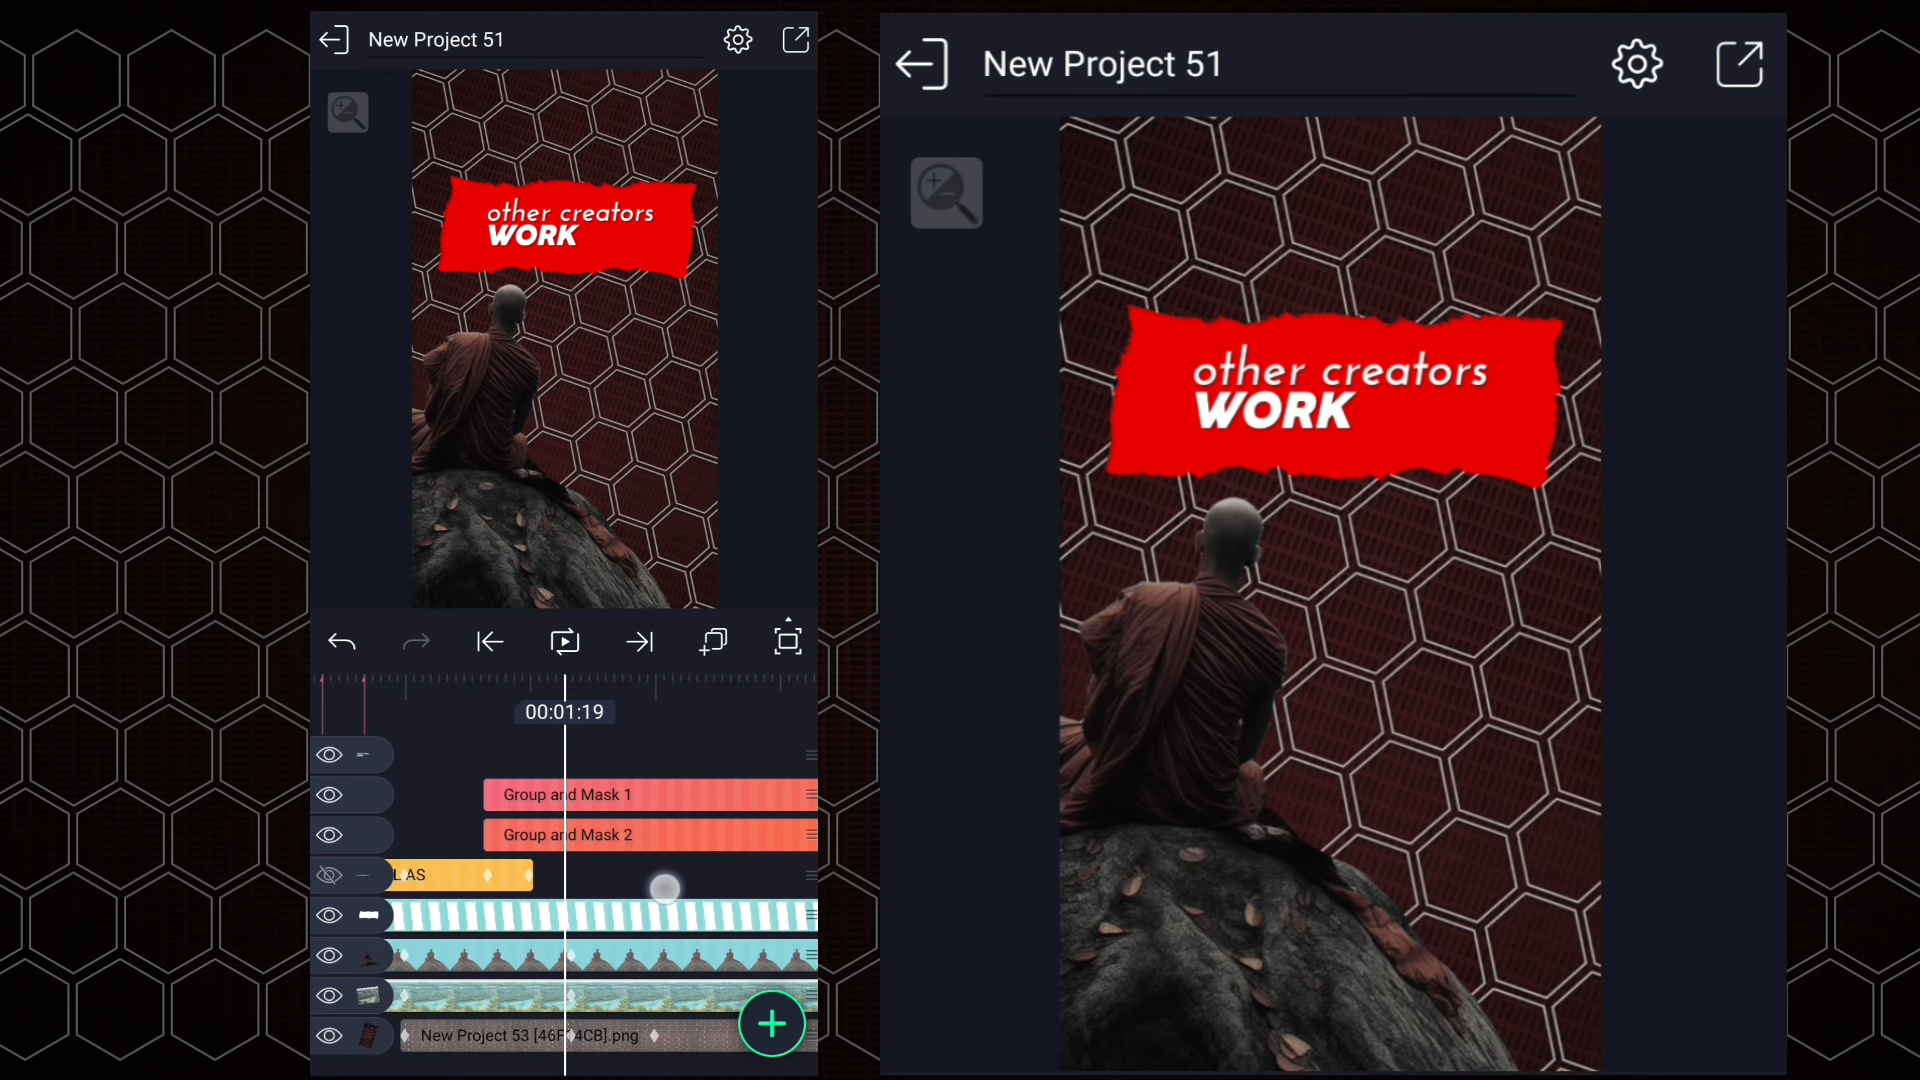 New Project 51
other creators
WORK
00:01:19
Group and Mask 1
Group and Mask 2
L AS
New Project 53 [46F 4CB].png
New Project 51
other creators
WORK